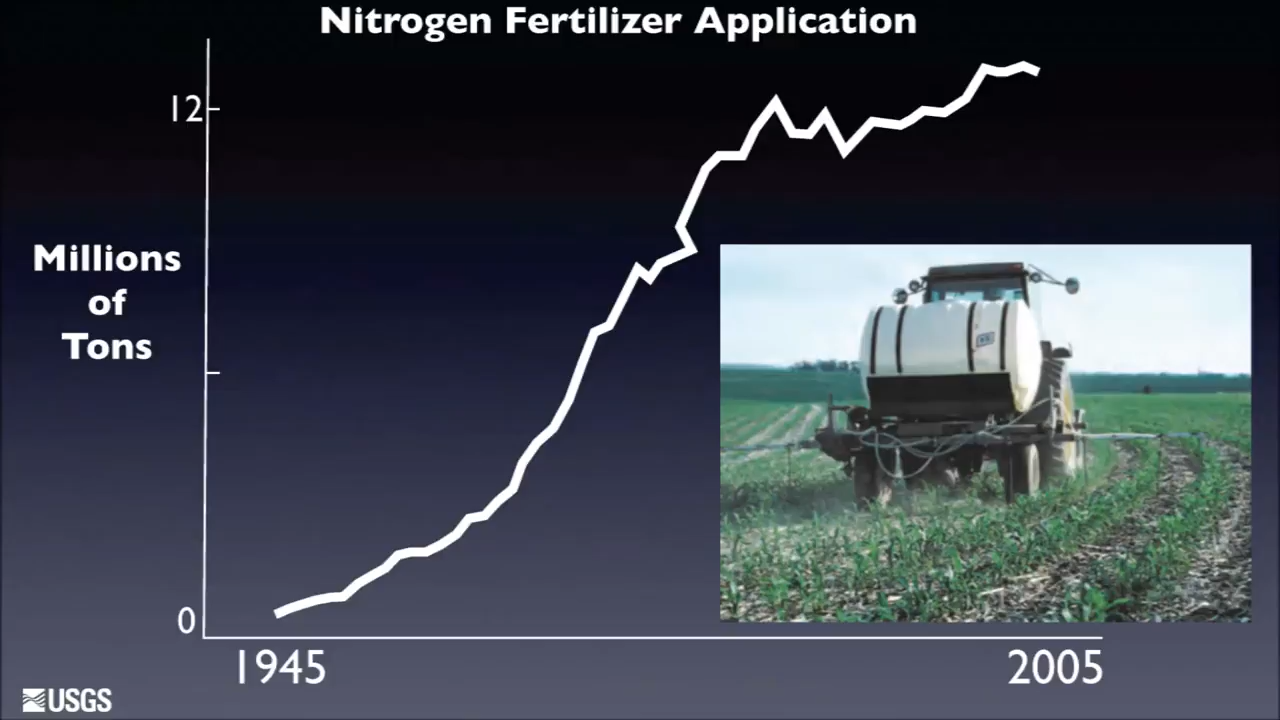 Nitrogen Fertilizer Application
12
Millions
of
Tons
0
1945
2005
USGS